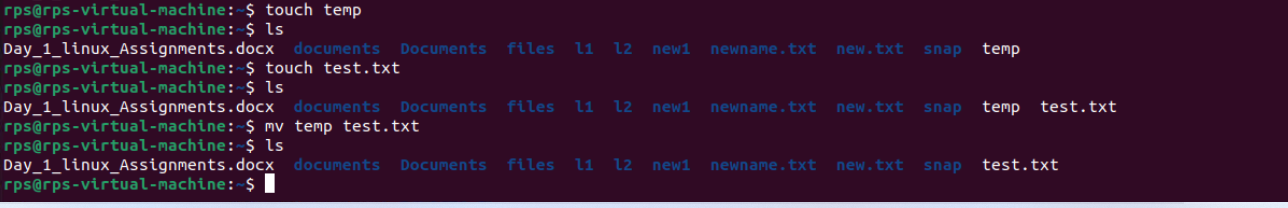 rps@rps-virtual-machine:~$ touch temp
rps@rps-virtual-machine:~$ ls
Day_1_linux_Assignments.docx  documents  Documents  files  l1  l2  new1  newname.txt  new.txt  snap  temp
rps@rps-virtual-machine:~$ touch test.txt
rps@rps-virtual-machine:~$ ls
Day_1_linux_Assignments.docx  documents  Documents  files  l1  l2  new1  newname.txt  new.txt  snap  temp  test.txt
rps@rps-virtual-machine:~$ mv temp test.txt
rps@rps-virtual-machine:~$ ls
Day_1_linux_Assignments.docx  documents  Documents  files  l1  l2  new1  newname.txt  new.txt  snap  test.txt
rps@rps-virtual-machine:~$